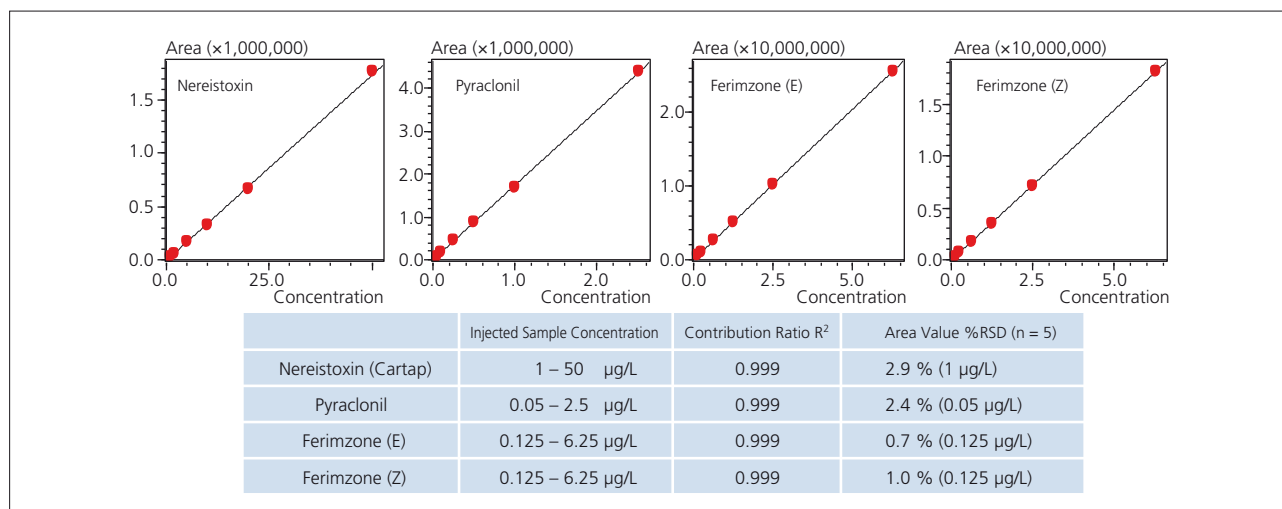 Area (×1,000,000)
Nereistoxin
1.5
1.0
0.5
0.0
0.0 25.0
Concentration
Area (×1,000,000)
Pyraclonil
4.0
3.0
2.0
1.0
0.0
0.0 1.0 2.0
Concentration
Area (×10,000,000)
Ferimzone (E)
2.0
1.0
0.0
0.0 2.5 5.0
Concentration
Area (×10,000,000)
Ferimzone (Z)
1.5
1.0
0.5
0.0
0.0 2.5 5.0
Concentration
Injected Sample Concentration Contribution Ratio R² Area Value %RSD (n = 5)
Nereistoxin (Cartap) 1 – 50 µg/L 0.999 2.9 % (1 µg/L)
Pyraclonil 0.05 – 2.5 µg/L 0.999 2.4 % (0.05 µg/L)
Ferimzone (E) 0.125 – 6.25 µg/L 0.999 0.7 % (0.125 µg/L)
Ferimzone (Z) 0.125 – 6.25 µg/L 0.999 1.0 % (0.125 µg/L)